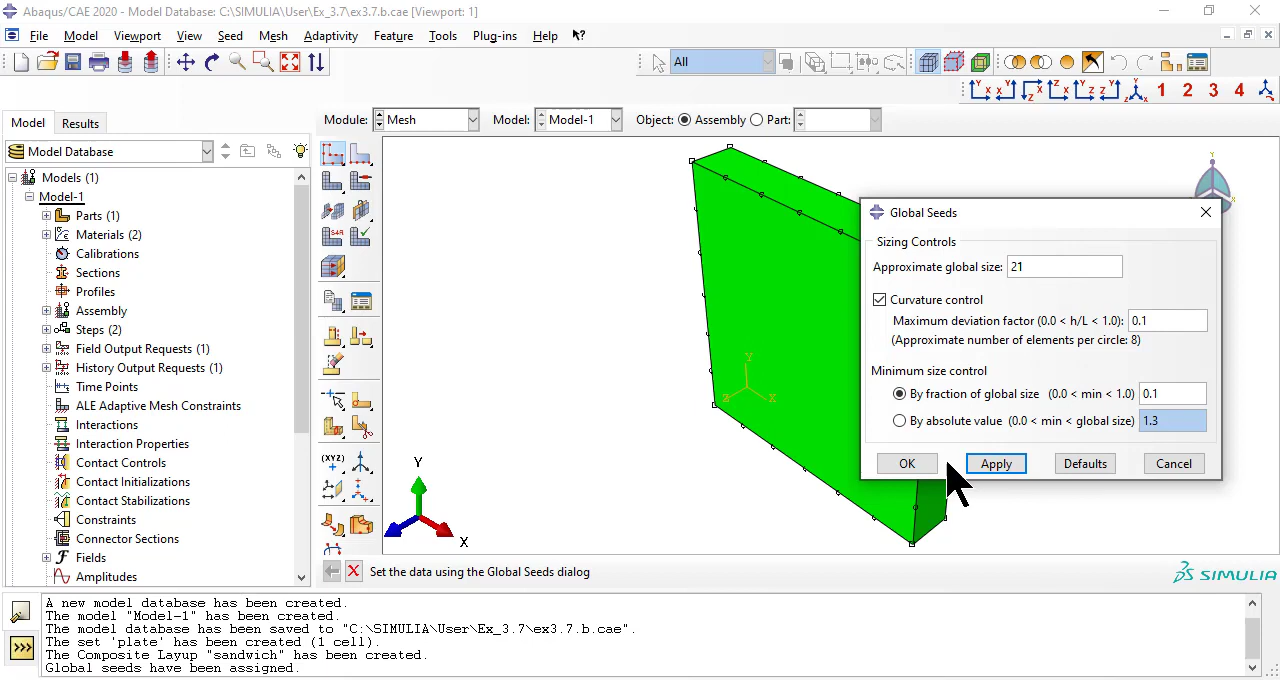 Abaqus/CAE 2020 - Model Database: C:\SIMULIA\User\Ex_3.7\ex3.7.b.cae [Viewport: 1]
File Model Viewport View Seed Mesh Adaptivity Feature Tools Plug-ins Help
All
1 2 3 4
Model Results
Module: Mesh Model: Model-1 Object: Assembly Part:
Model Database
Models (1)
Model-1
Parts (1)
Materials (2)
Calibrations
Sections
Profiles
Assembly
Steps (2)
Field Output Requests (1)
History Output Requests (1)
Time Points
ALE Adaptive Mesh Constraints
Interactions
Interaction Properties
Contact Controls
Contact Initializations
Contact Stabilizations
Constraints
Connector Sections
Fields
Amplitudes
Global Seeds
Sizing Controls
Approximate global size: 21
Curvature control
Maximum deviation factor (0.0 < h/L < 1.0): 0.1
(Approximate number of elements per circle: 8)
Minimum size control
By fraction of global size (0.0 < min < 1.0) 0.1
By absolute value (0.0 < min < global size) 1.3
OK Apply Defaults Cancel
Y
Z X
Y
X
Set the data using the Global Seeds dialog
SIMULIA
A new model database has been created.
The model "Model-1" has been created.
The model database has been saved to "C:\SIMULIA\User\Ex_3.7\ex3.7.b.cae".
The set 'plate' has been created (1 cell).
The Composite Layup "sandwich" has been created.
Global seeds have been assigned.